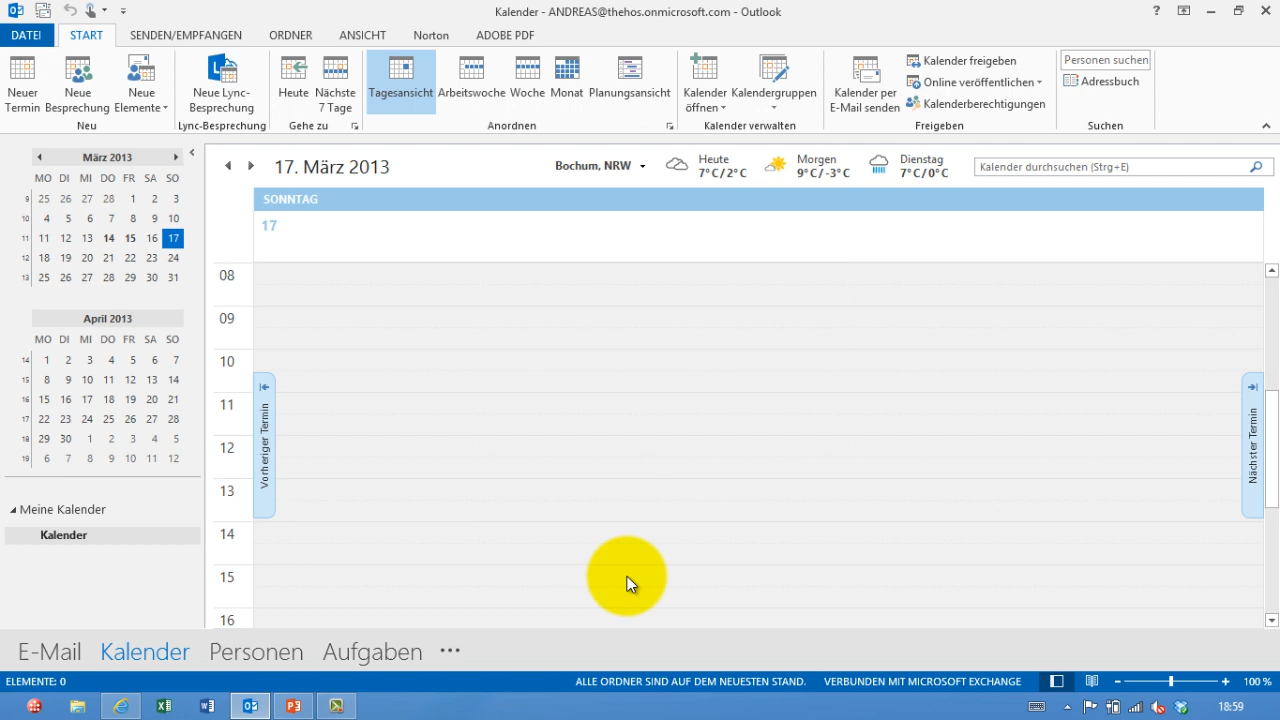 Kalender - ANDREAS@thehos.onmicrosoft.com - Outlook
?
DATEI START SENDEN/EMPFANGEN ORDNER ANSICHT Norton ADOBE PDF
Neuer Termin
Neue Besprechung
Neue Elemente
Neue Lync-Besprechung
Heute
Nächste 7 Tage
Tagesansicht Arbeitswoche Woche Monat Planungsansicht
Kalender öffnen
Kalendergruppen
Kalender per E-Mail senden
Kalender freigeben
Online veröffentlichen
Kalenderberechtigungen
Personen suchen
Adressbuch
Neu Lync-Besprechung Gehe zu Anordnen Kalender verwalten Freigeben Suchen
März 2013
MO DI MI DO FR SA SO
9 25 26 27 28 1 2 3
10 4 5 6 7 8 9 10
11 11 12 13 14 15 16 17
12 18 19 20 21 22 23 24
13 25 26 27 28 29 30 31
April 2013
MO DI MI DO FR SA SO
14 1 2 3 4 5 6 7
15 8 9 10 11 12 13 14
16 15 16 17 18 19 20 21
17 22 23 24 25 26 27 28
18 29 30 1 2 3 4 5
19 6 7 8 9 10 11 12
Meine Kalender
Kalender
17. März 2013
Bochum, NRW
Heute
7°C/2°C
Morgen
9°C/-3°C
Dienstag
7°C/0°C
Kalender durchsuchen (Strg+E)
SONNTAG
17
08
09
10
11
12
13
14
15
16
Vorheriger Termin
Nächster Termin
E-Mail Kalender Personen Aufgaben •••
ELEMENTE: 0
ALLE ORDNER SIND AUF DEM NEUESTEN STAND. VERBUNDEN MIT MICROSOFT EXCHANGE
100 %
18:59